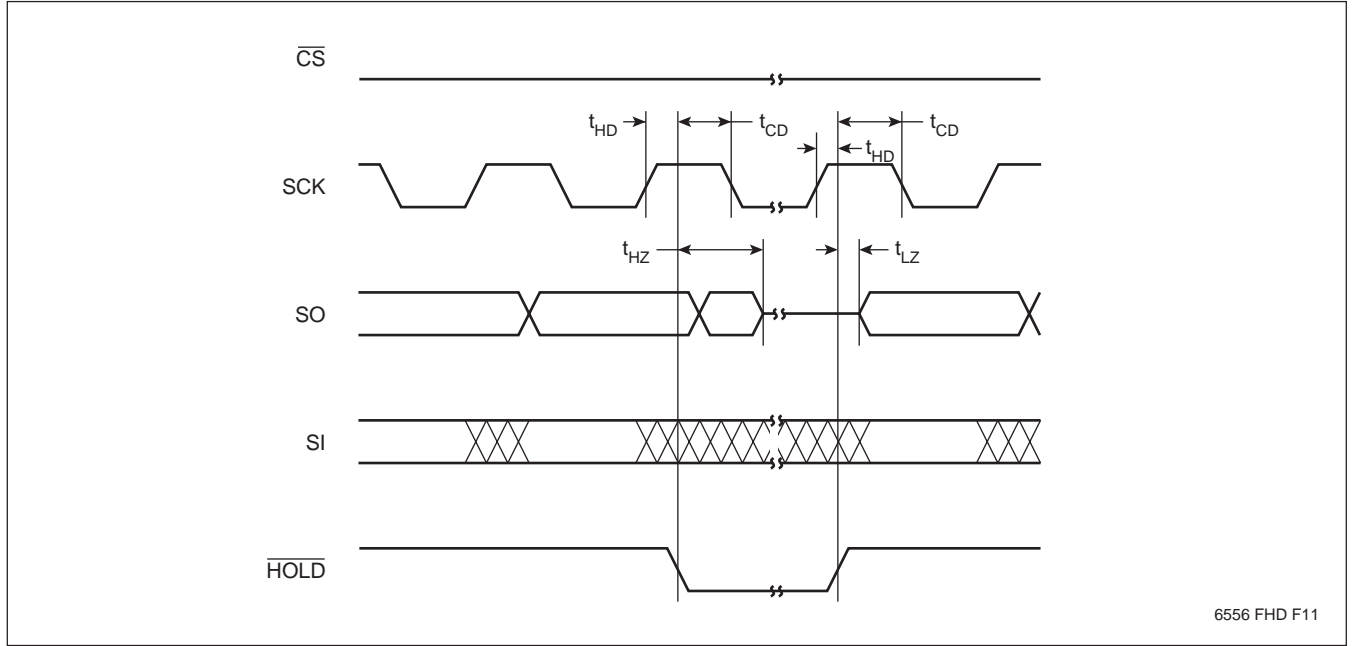 CS
tHD
tCD
tCD
tHD
SCK
tHZ
tLZ
SO
SI
HOLD
6556 FHD F11